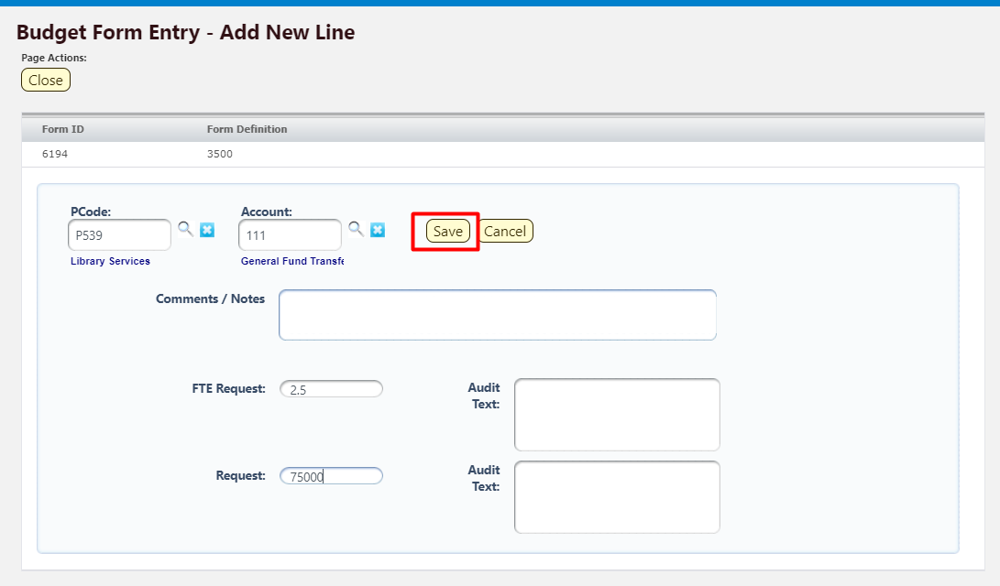 Budget Form Entry - Add New Line
Page Actions:
Close
Form ID Form Definition
6194 3500
PCode: Account:
P539 111 Save Cancel
Library Services General Fund Transfe
Comments / Notes
FTE Request: 2.5 Audit
Text:
Request: 75000 Audit
Text: